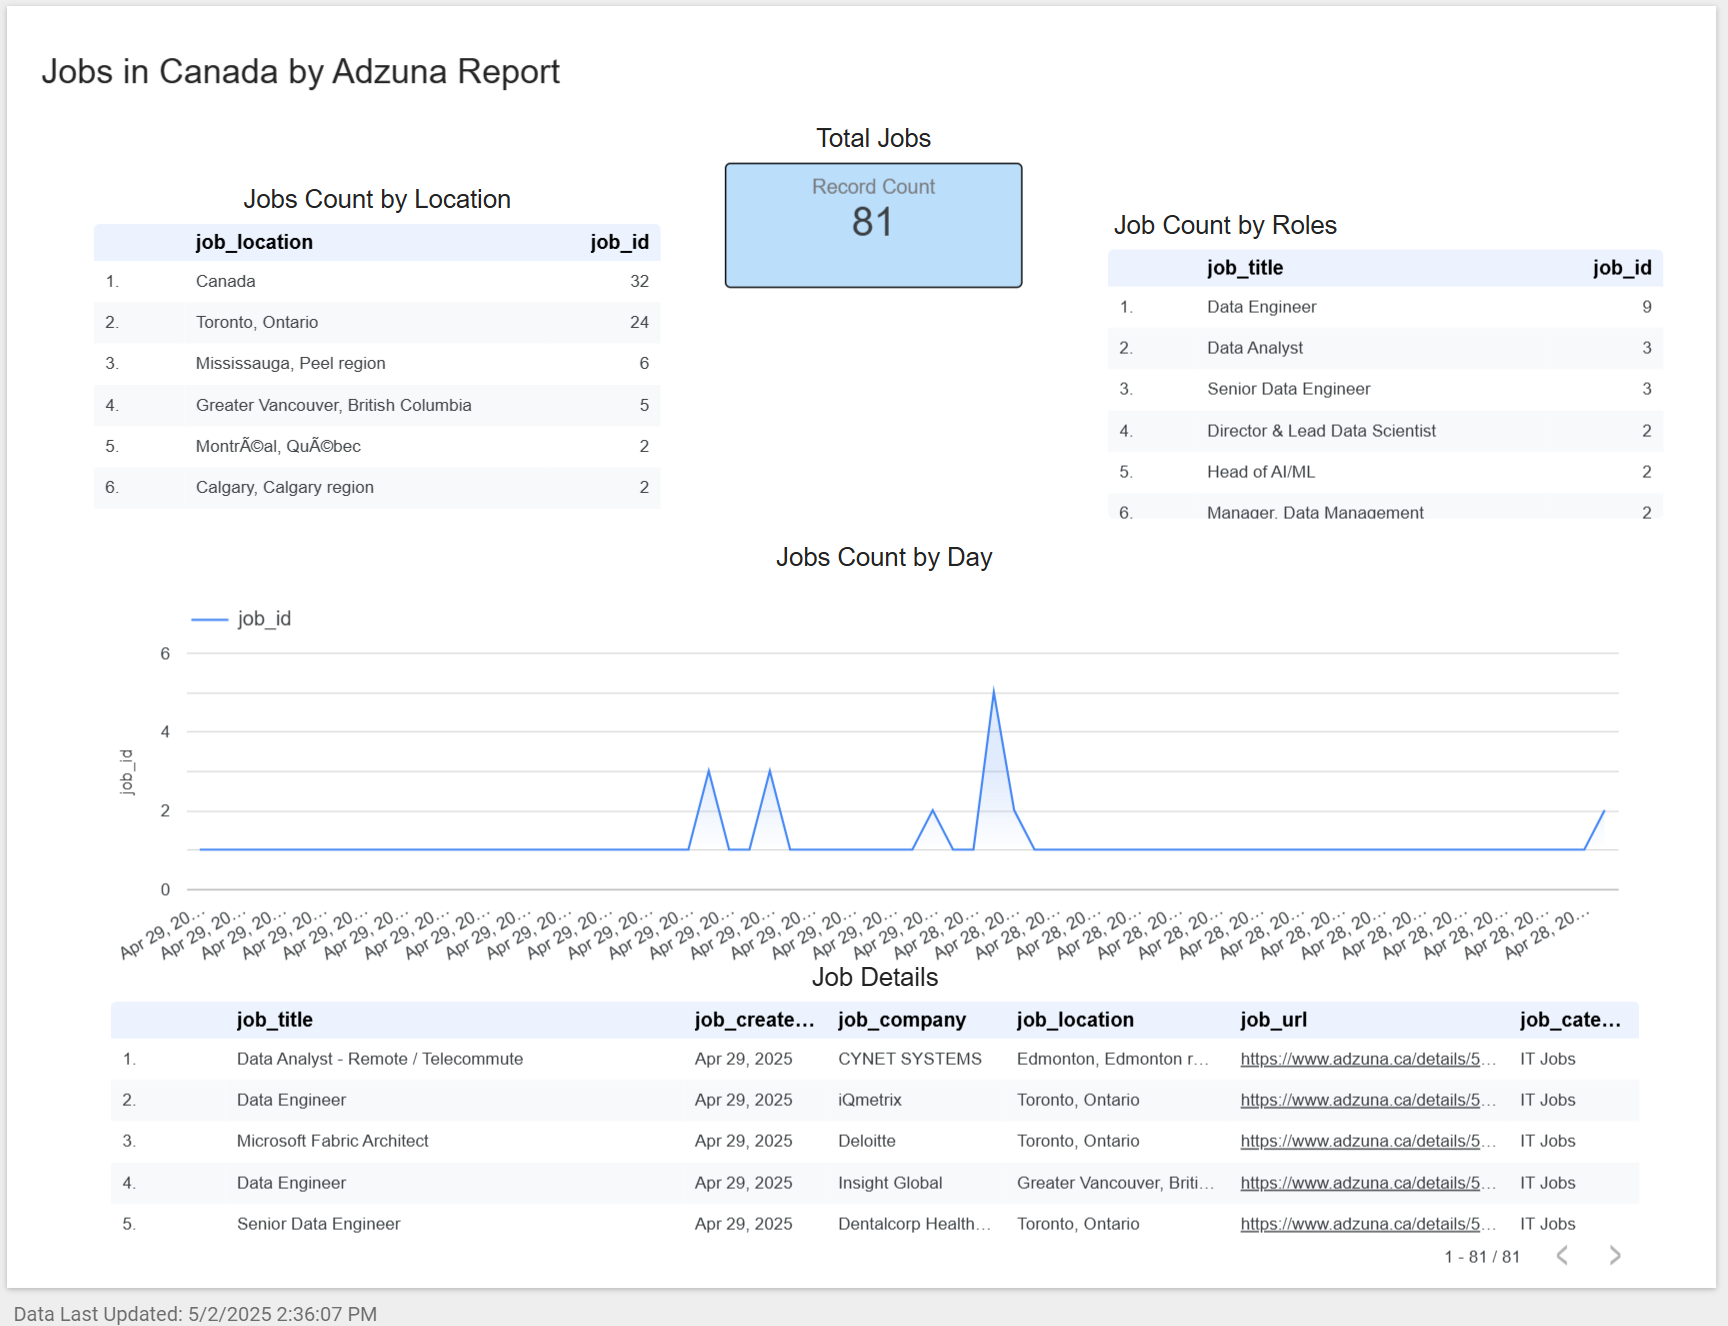 Jobs in Canada by Adzuna Report
Total Jobs
Record Count
81
Jobs Count by Location
job_location job_id
1. Canada 32
2. Toronto, Ontario 24
3. Mississauga, Peel region 6
4. Greater Vancouver, British Columbia 5
5. MontrÃ©al, QuÃ©bec 2
6. Calgary, Calgary region 2
Job Count by Roles
job_title job_id
1. Data Engineer 9
2. Data Analyst 3
3. Senior Data Engineer 3
4. Director & Lead Data Scientist 2
5. Head of AI/ML 2
6. Manager, Data Management 2
Jobs Count by Day
job_id
6
4
2
0
job_id
Apr 29, 20… Apr 29, 20… Apr 29, 20… Apr 29, 20… Apr 29, 20… Apr 29, 20… Apr 29, 20… Apr 29, 20… Apr 29, 20… Apr 29, 20… Apr 29, 20… Apr 29, 20… Apr 29, 20… Apr 29, 20… Apr 29, 20… Apr 29, 20… Apr 29, 20… Apr 29, 20… Apr 29, 20… Apr 28, 20… Apr 28, 20… Apr 28, 20… Apr 28, 20… Apr 28, 20… Apr 28, 20… Apr 28, 20… Apr 28, 20… Apr 28, 20… Apr 28, 20… Apr 28, 20… Apr 28, 20… Apr 28, 20… Apr 28, 20… Apr 28, 20… Apr 28, 20…
Job Details
job_title job_create… job_company job_location job_url job_cate…
1. Data Analyst - Remote / Telecommute Apr 29, 2025 CYNET SYSTEMS Edmonton, Edmonton r… https://www.adzuna.ca/details/5… IT Jobs
2. Data Engineer Apr 29, 2025 iQmetrix Toronto, Ontario https://www.adzuna.ca/details/5… IT Jobs
3. Microsoft Fabric Architect Apr 29, 2025 Deloitte Toronto, Ontario https://www.adzuna.ca/details/5… IT Jobs
4. Data Engineer Apr 29, 2025 Insight Global Greater Vancouver, Briti… https://www.adzuna.ca/details/5… IT Jobs
5. Senior Data Engineer Apr 29, 2025 Dentalcorp Health… Toronto, Ontario https://www.adzuna.ca/details/5… IT Jobs
1 - 81 / 81
Data Last Updated: 5/2/2025 2:36:07 PM